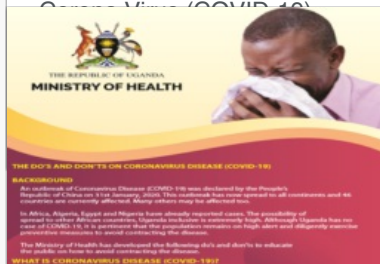 Corona Virus (COVID-19)
THE REPUBLIC OF UGANDA
MINISTRY OF HEALTH
THE DO'S AND DON'TS ON CORONAVIRUS DISEASE (COVID-19)
BACKGROUND
An outbreak of Coronavirus Disease (COVID-19) was declared by the People's
Republic of China on 31st January, 2020. This outbreak has now spread to all continents and 46
countries are currently affected. Many others may be affected too.
In Africa, Algeria, Egypt and Nigeria have already reported cases. The possibility of
spread to other African countries, Uganda inclusive is extremely high. Although Uganda has no
case of COVID-19, it is pertinent that the population remains on high alert and diligently exercise
preventive measures to avoid contracting the disease.
The Ministry of Health has developed the following do's and don'ts to educate
the public on how to avoid contracting the disease.
WHAT IS CORONAVIRUS DISEASE (COVID-19)?